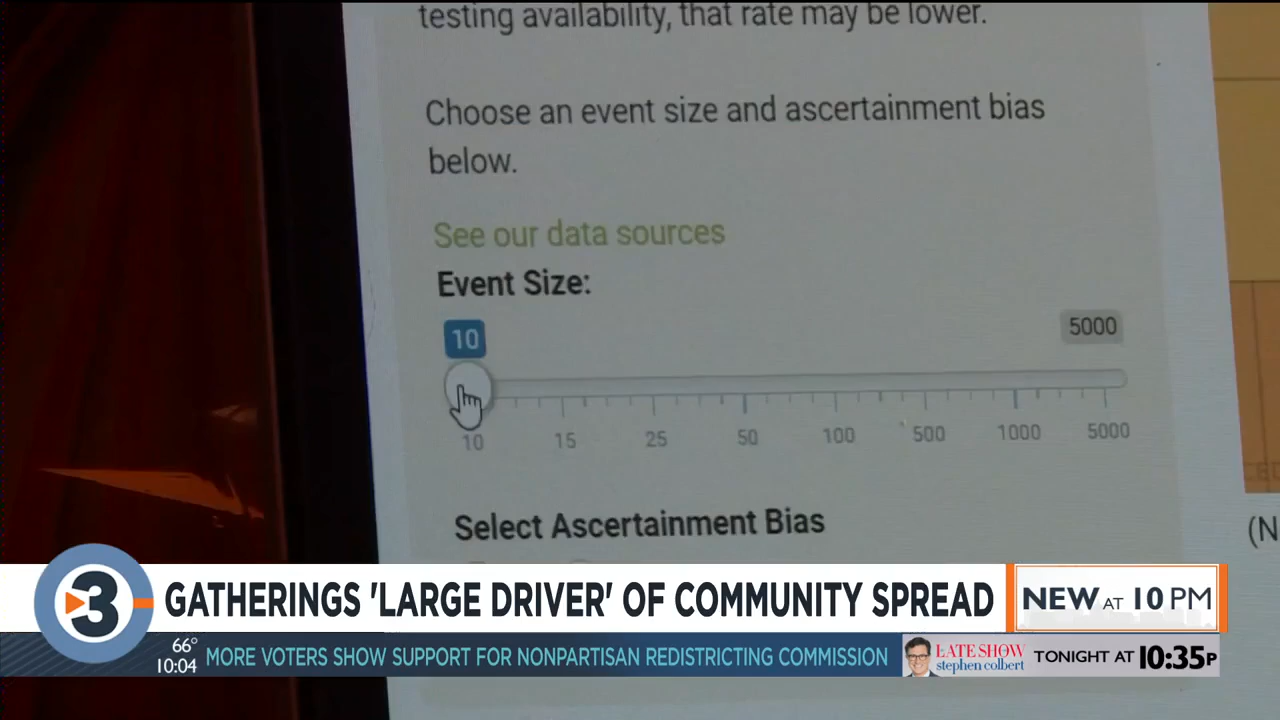 testing availability, that rate may be lower.
Choose an event size and ascertainment bias
below.
See our data sources
Event Size:
10
5000
10 15 25 50 100 500 1000 5000
Select Ascertainment Bias
(N
3
GATHERINGS 'LARGE DRIVER' OF COMMUNITY SPREAD
NEW AT 10 PM
66°
10:04
MORE VOTERS SHOW SUPPORT FOR NONPARTISAN REDISTRICTING COMMISSION
LATE SHOW
stephen colbert
TONIGHT AT 10:35P